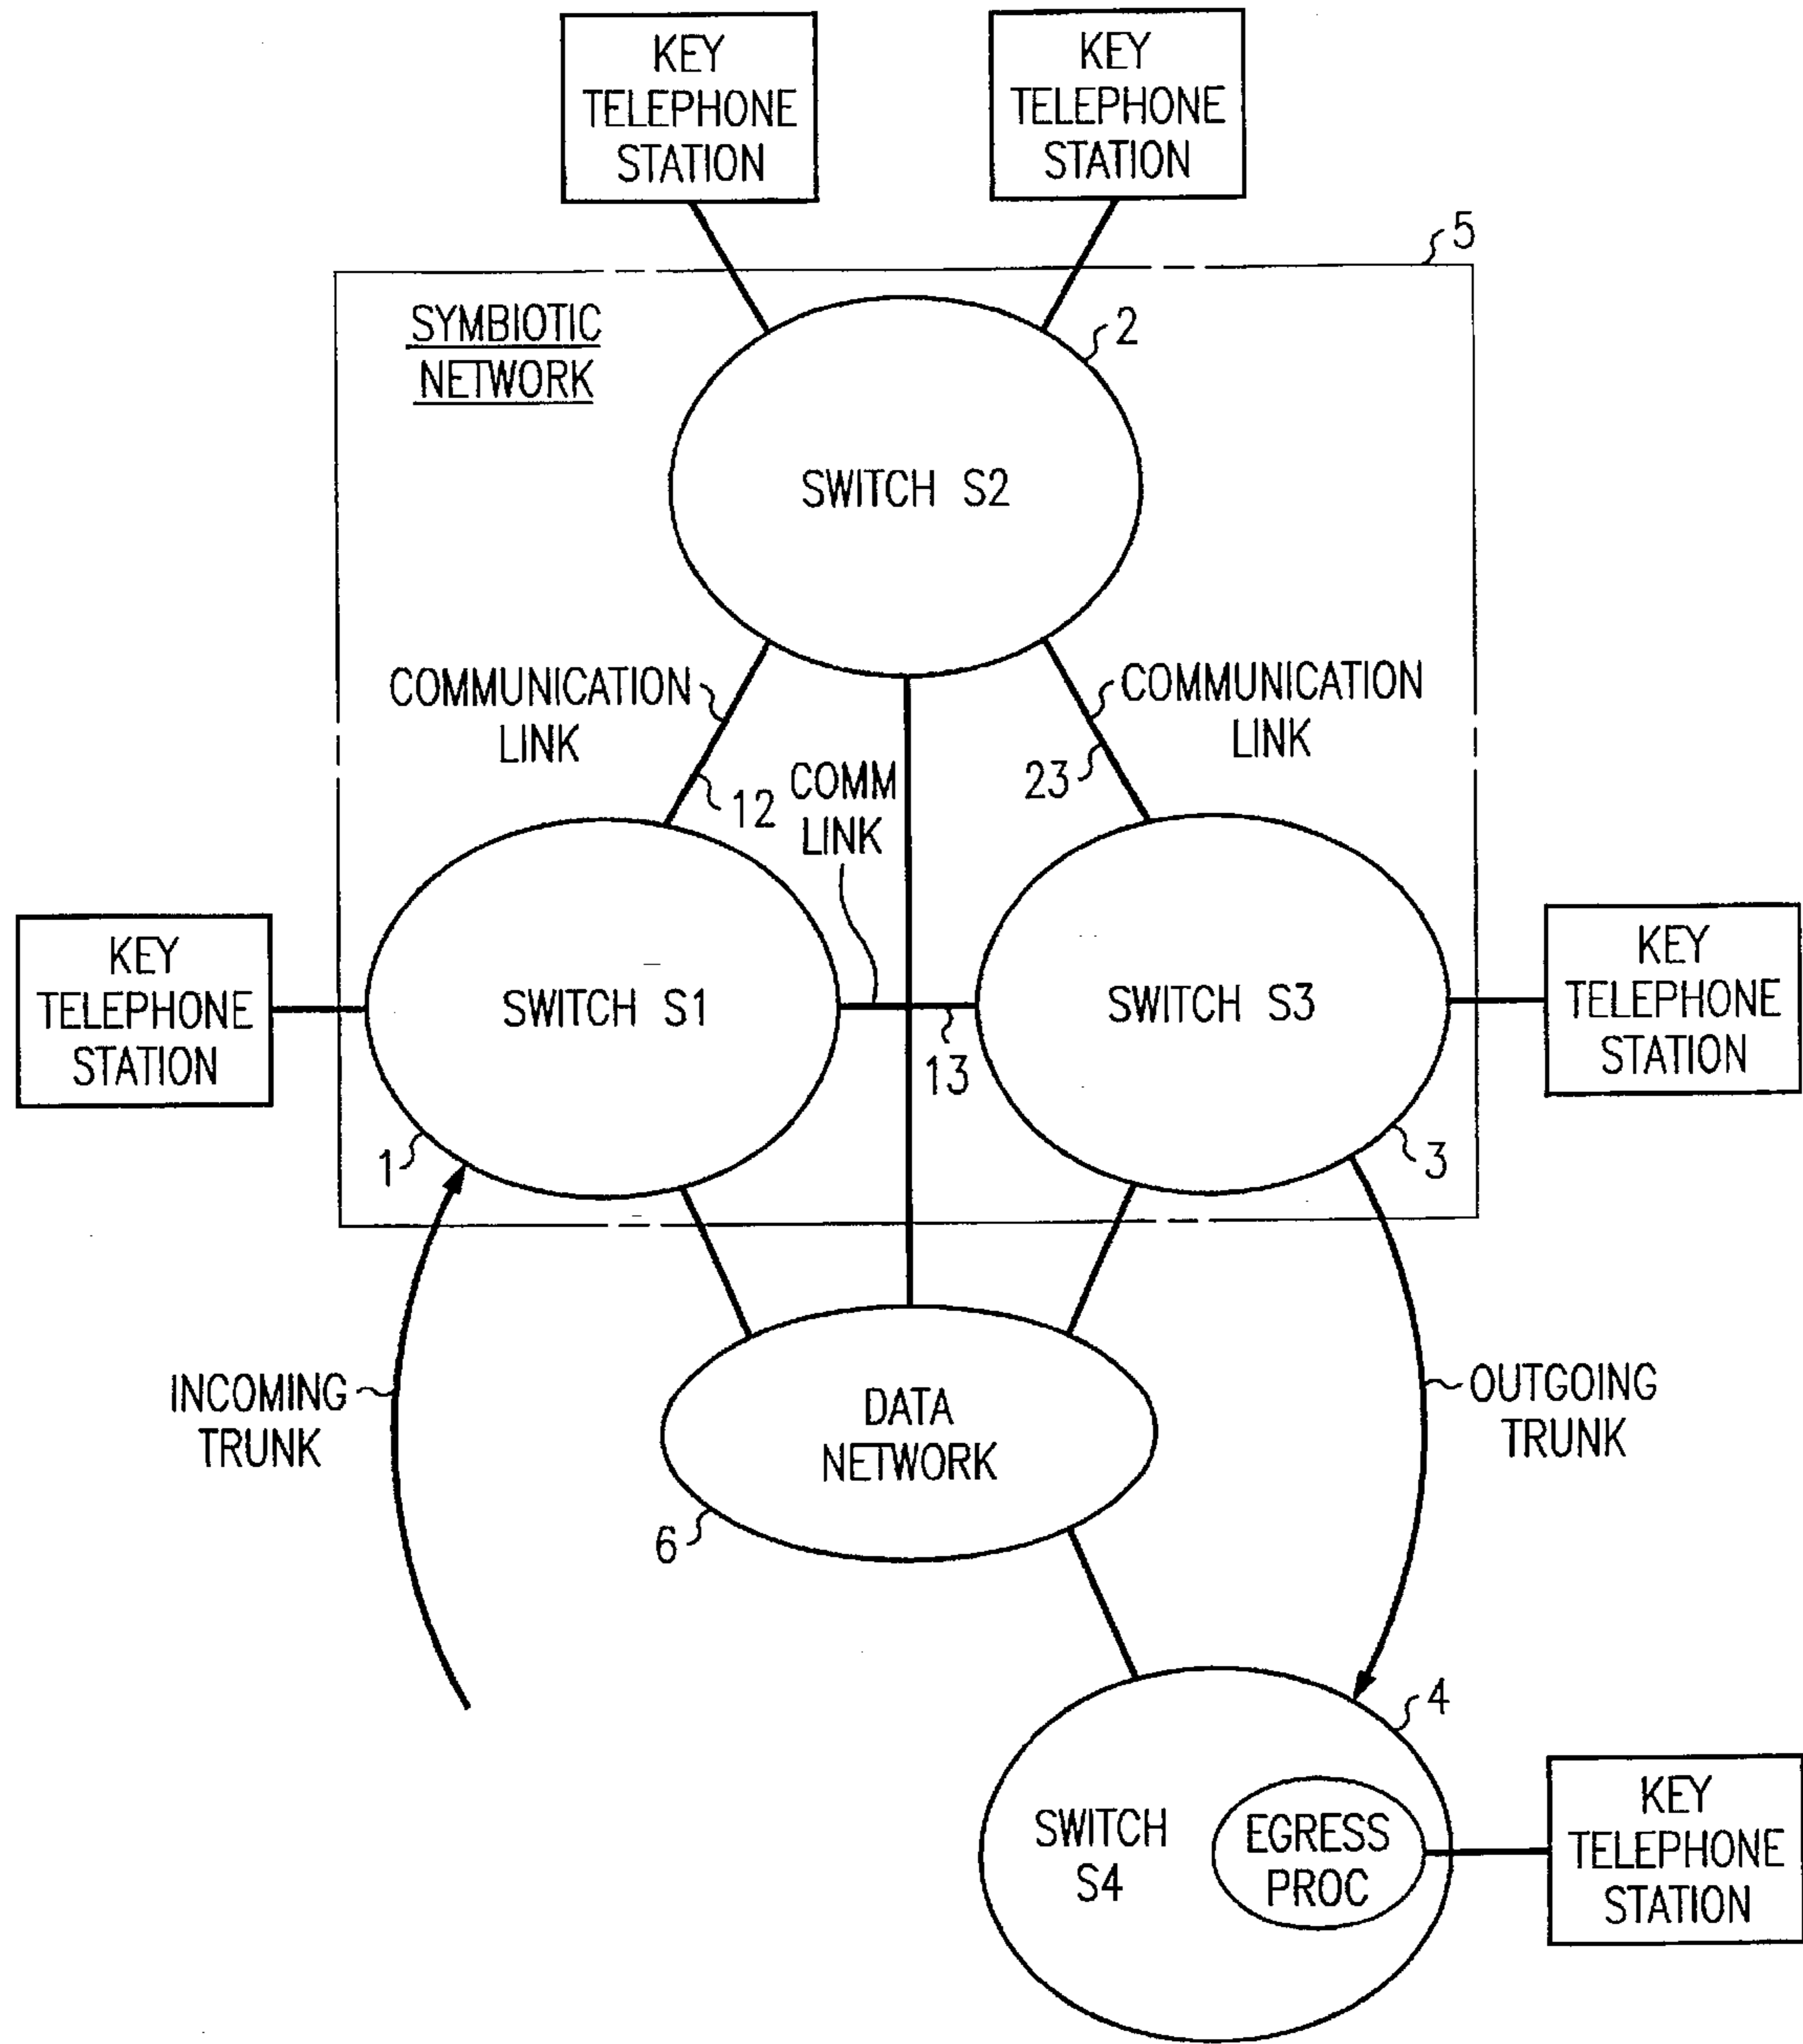 KEY
TELEPHONE
STATION
KEY
TELEPHONE
STATION
5
SYMBIOTIC
NETWORK
2
SWITCH S2
COMMUNICATION
LINK
COMMUNICATION
LINK
12
COMM
LINK
23
KEY
TELEPHONE
STATION
SWITCH S1
SWITCH S3
KEY
TELEPHONE
STATION
13
1
3
INCOMING
TRUNK
DATA
NETWORK
OUTGOING
TRUNK
6
4
SWITCH
S4
EGRESS
PROC
KEY
TELEPHONE
STATION